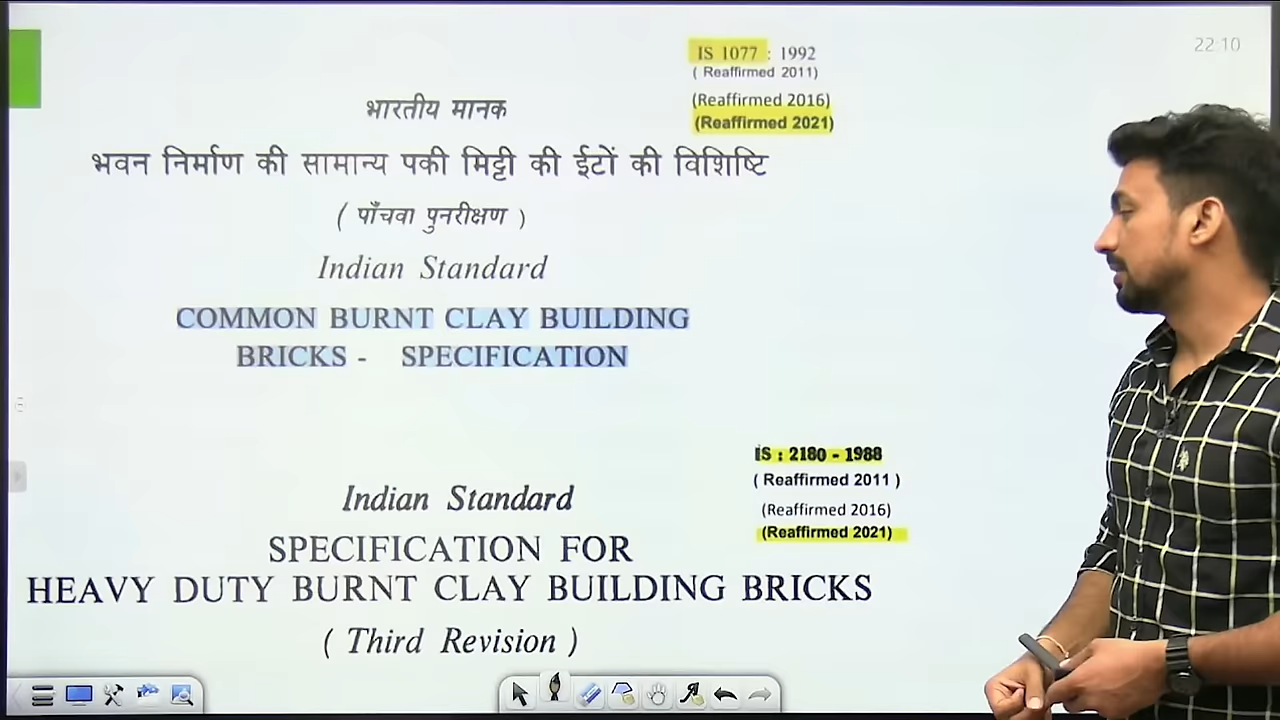 22:10
IS 1077 : 1992
( Reaffirmed 2011)
(Reaffirmed 2016)
(Reaffirmed 2021)
भारतीय मानक
भवन निर्माण की सामान्य पकी मिट्टी की ईटों की विशिष्टि
( पाँचवा पुनरीक्षण )
Indian Standard
COMMON BURNT CLAY BUILDING
BRICKS - SPECIFICATION
IS : 2180 - 1988
( Reaffirmed 2011 )
(Reaffirmed 2016)
(Reaffirmed 2021)
Indian Standard
SPECIFICATION FOR
HEAVY DUTY BURNT CLAY BUILDING BRICKS
( Third Revision )